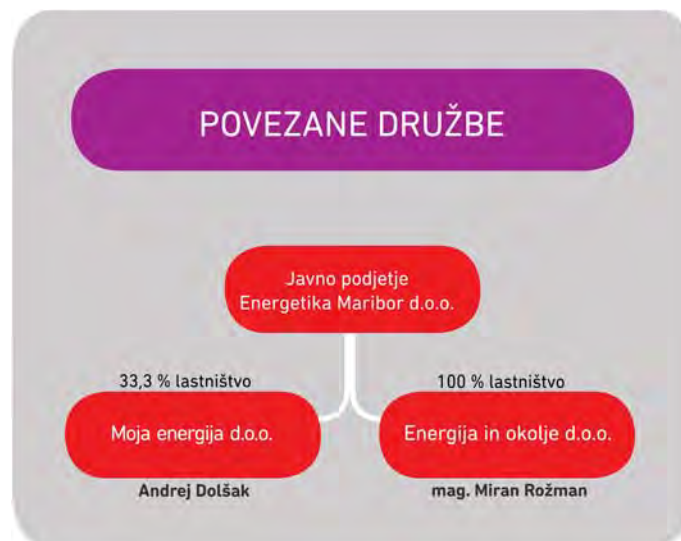 POVEZANE DRUŽBE
Javno podjetje
Energetika Maribor d.o.o.
33,3 % lastništvo
100 % lastništvo
Moja energija d.o.o.
Energija in okolje d.o.o.
Andrej Dolšak
mag. Miran Rožman